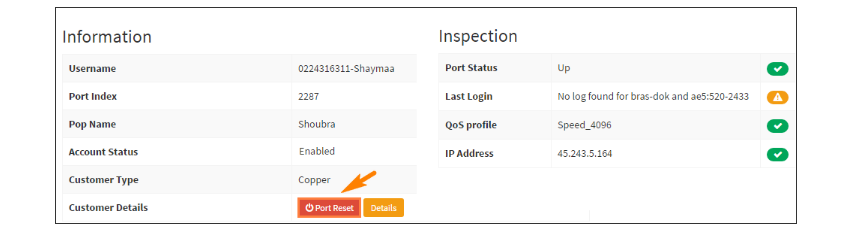 Information
Username 0224316311-Shaymaa
Port Index 2287
Pop Name Shoubra
Account Status Enabled
Customer Type Copper
Customer Details Port Reset Details
Inspection
Port Status Up
Last Login No log found for bras-dok and ae5:520-2433
QoS profile Speed_4096
IP Address 45.243.5.164